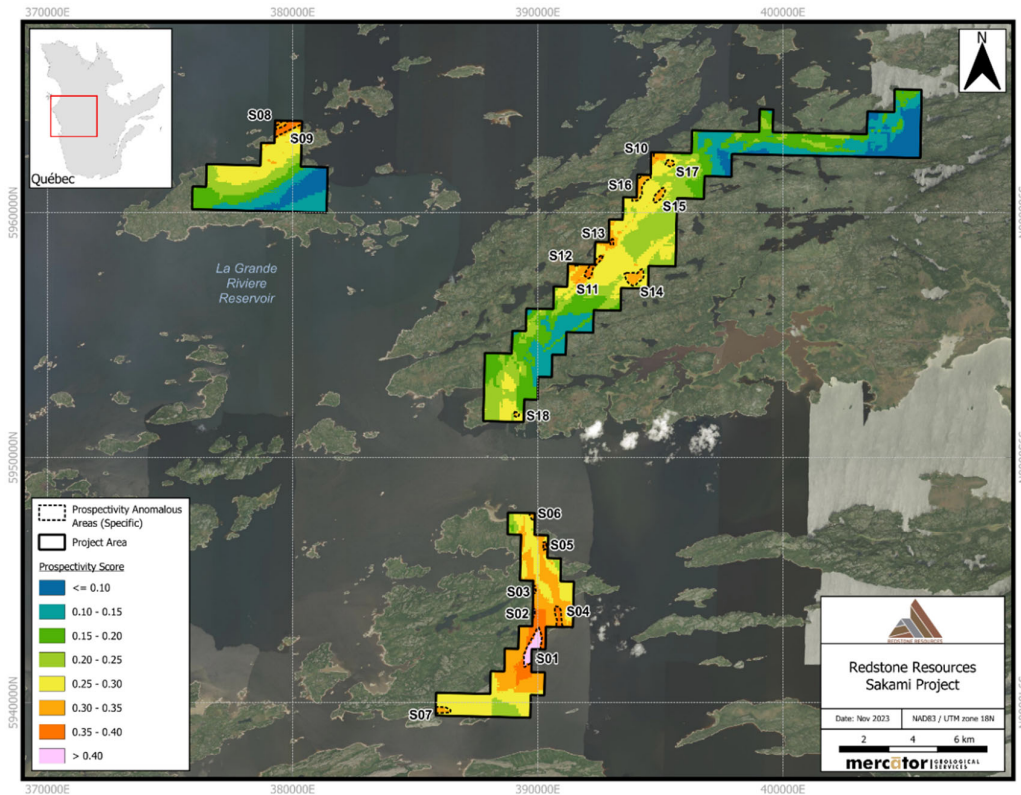 370000E 380000E 390000E 400000E
N
Québec
S08
S09
S10
S17
S16
S15
5960000N
S13
S12
La Grande
Riviere
Reservoir
S11
S14
S18
5950000N
Prospectivity Anomalous
Areas (Specific)
Project Area
Prospectivity Score
<= 0.10
0.10 - 0.15
0.15 - 0.20
0.20 - 0.25
0.25 - 0.30
0.30 - 0.35
0.35 - 0.40
> 0.40
S06
S05
S03
S02
S04
S01
5940000N
S07
REDSTONE RESOURCES
Redstone Resources
Sakami Project
Date: Nov 2023 NAD83 / UTM zone 18N
2 4 6 km
mercator GEOLOGICAL SERVICES
370000E 380000E 390000E 400000E